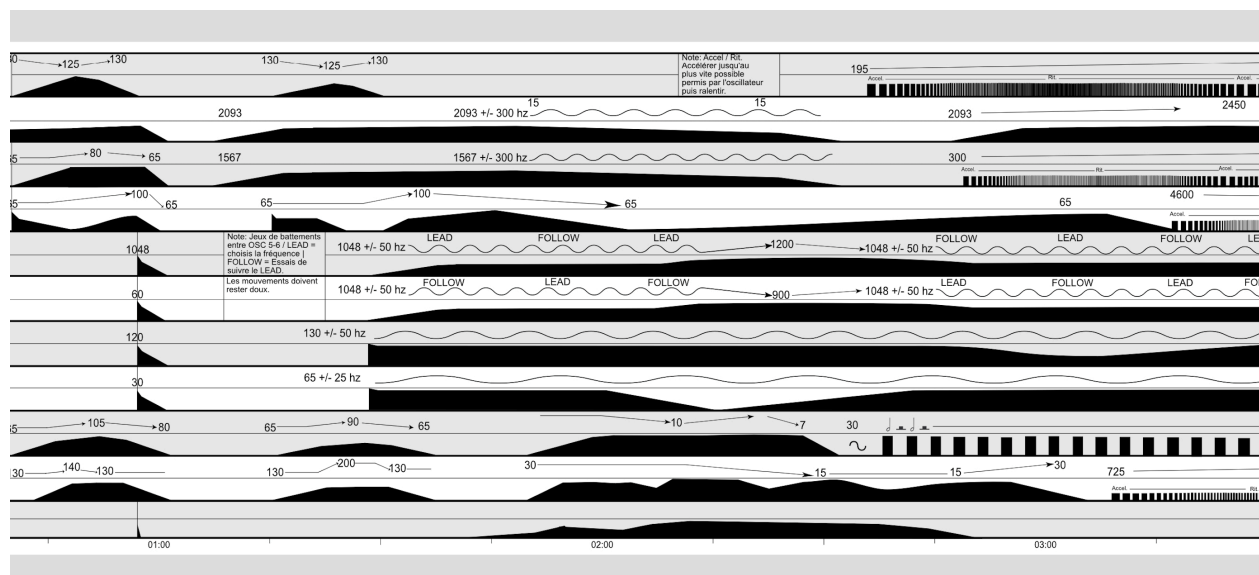 125 130 130 125 130
Note: Accel / Rit.
Accélérer jusqu'au
plus vite possible
permis par l'oscillateur
puis ralentir.
195
Accel. Rit. Accel.
2093 2093 +/- 300 hz 15 15 2093 2450
80 65 1567 1567 +/- 300hz 300
Accel. Rit. Accel.
100 65 65 100 65 65 4600
Accel.
1048
Note: Jeux de battements
entre OSC 5-6 / LEAD =
choisis la fréquence |
FOLLOW = Essais de
suivre le LEAD.
1048 +/- 50 hz LEAD FOLLOW LEAD 1200 1048 +/- 50 hz FOLLOW LEAD FOLLOW LE
60
Les mouvements doivent
rester doux.
1048 +/- 50 hz FOLLOW LEAD FOLLOW 900 1048 +/- 50 hz LEAD FOLLOW LEAD FO
120 130 +/- 50 hz
30 65 +/- 25 hz
105 80 65 90 65 10 7 30
130 140 130 130 200 130 30 15 15 30 725
Accel. Rit.
01:00 02:00 03:00